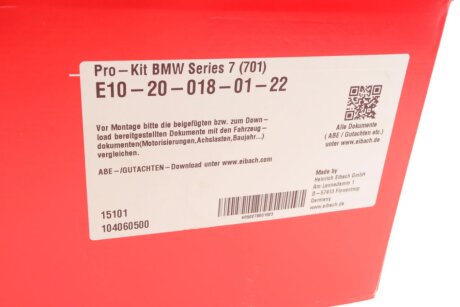 Pro-Kit BMW Series 7 (701)
E10-20-018-01-22
Vor Montage bitte die beigefügten bzw. zum Down-
load bereitgestellten Dokumente mit den Fahrzeug-
dokumenten(Motorisierungen,Achslasten,Baujahr...)
vergleichen.
ABE-/GUTACHTEN-Download unter www.eibach.com
Alle Dokumente
( ABE / Gutachten etc.)
unter www.eibach.de
15101
104060500
Made by
Heinrich Eibach GmbH
Am Lennedamm 1
D-57413 Finnentrop
Germany
www.eibach.de